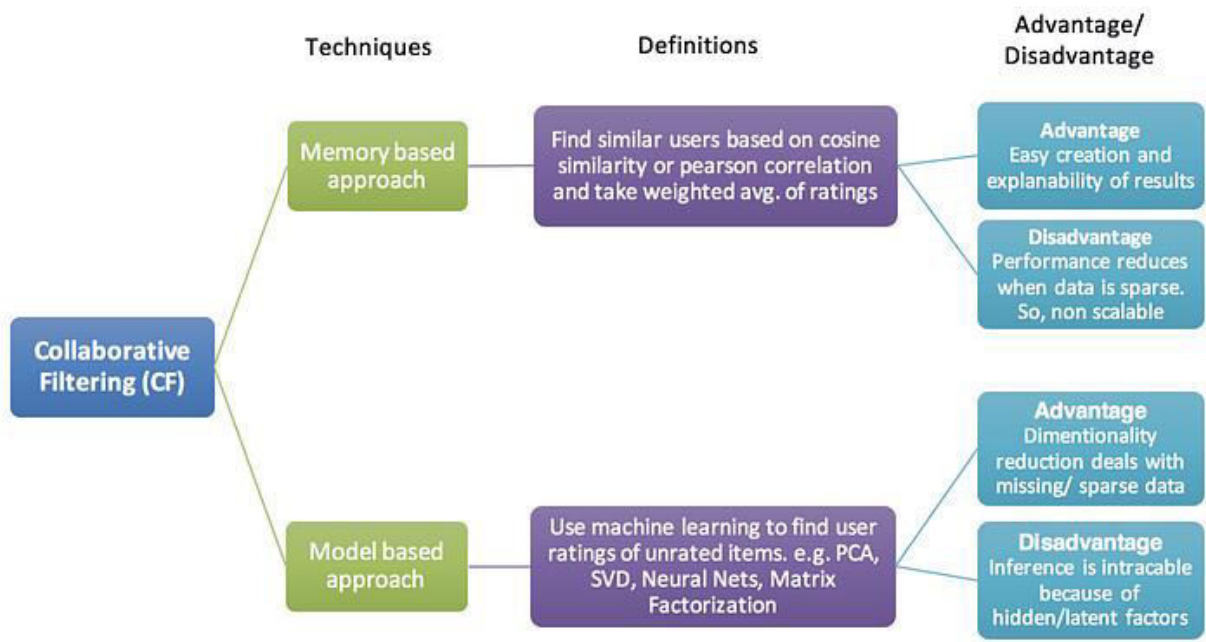 Techniques
Definitions
Advantage/
Disadvantage
Collaborative
Filtering (CF)
Memory based
approach
Find similar users based on cosine
similarity or pearson correlation
and take weighted avg. of ratings
Advantage
Easy creation and
explanability of results
Disadvantage
Performance reduces
when data is sparse.
So, non scalable
Model based
approach
Use machine learning to find user
ratings of unrated items. e.g. PCA,
SVD, Neural Nets, Matrix
Factorization
Advantage
Dimentionality
reduction deals with
missing/ sparse data
Disadvantage
Inference is intracable
because of
hidden/latent factors